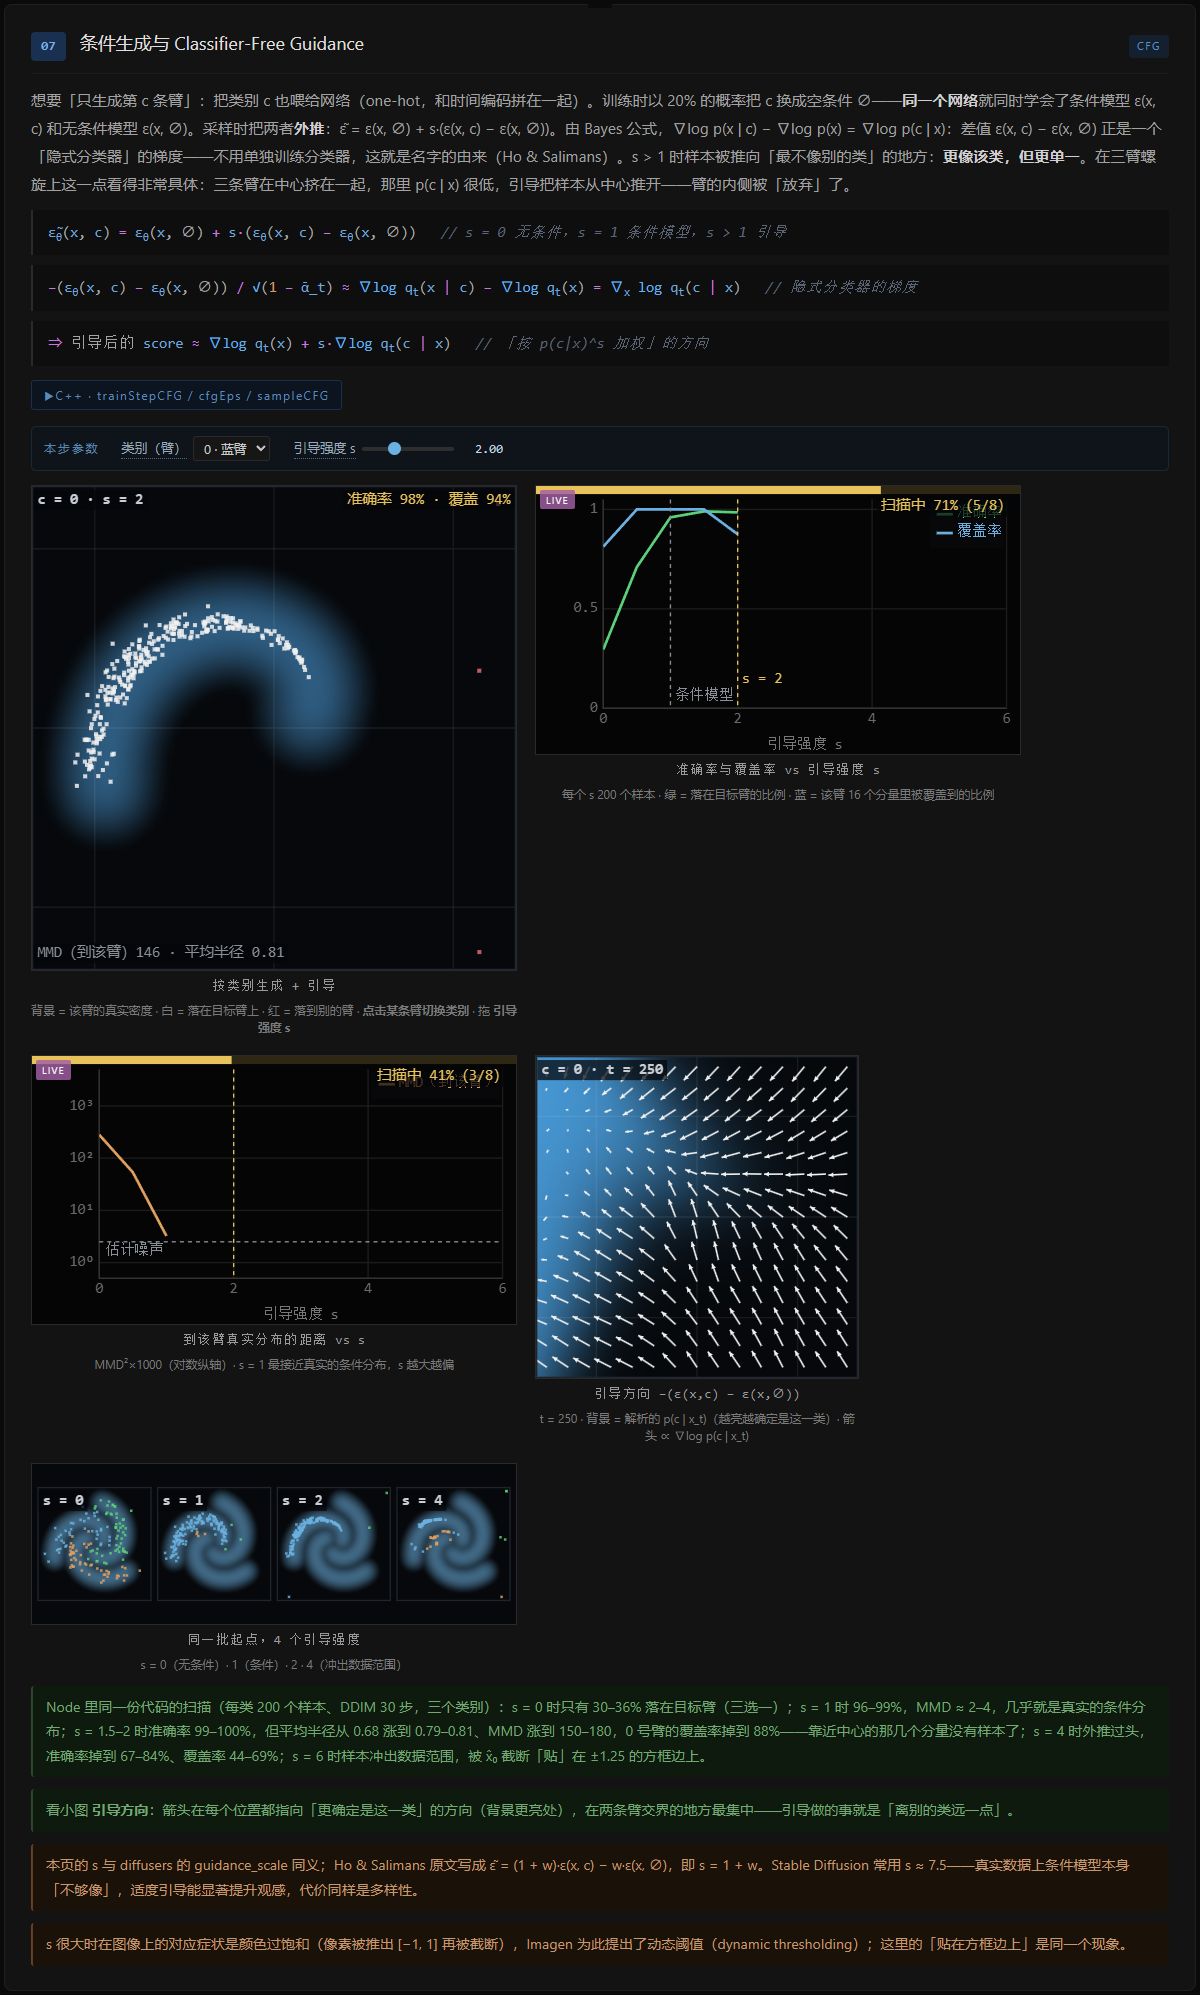 07 条件生成与 Classifier-Free Guidance CFG
想要「只生成第 c 条臂」：把类别 c 也喂给网络（one-hot，和时间编码拼在一起）。训练时以 20% 的概率把 c 换成空条件 ∅——同一个网络就同时学会了条件模型 ε(x,
c) 和无条件模型 ε(x, ∅)。采样时把两者外推：ε̃ = ε(x, ∅) + s·(ε(x, c) − ε(x, ∅))。由 Bayes 公式，∇log p(x | c) − ∇log p(x) = ∇log p(c | x)：差值 ε(x, c) − ε(x, ∅) 正是一个
「隐式分类器」的梯度——不用单独训练分类器，这就是名字的由来（Ho & Salimans）。s > 1 时样本被推向「最不像别的类」的地方：更像该类，但更单一。在三臂螺
旋上这一点看得非常具体：三条臂在中心挤在一起，那里 p(c | x) 很低，引导把样本从中心推开——臂的内侧被「放弃」了。
ε̃θ(x, c) = εθ(x, ∅) + s·(εθ(x, c) − εθ(x, ∅)) // s = 0 无条件，s = 1 条件模型，s > 1 引导
−(εθ(x, c) − εθ(x, ∅)) / √(1 − ᾱ_t) ≈ ∇log qt(x | c) − ∇log qt(x) = ∇x log qt(c | x) // 隐式分类器的梯度
⇒ 引导后的 score ≈ ∇log qt(x) + s·∇log qt(c | x) // 「按 p(c|x)^s 加权」的方向
▶C++ · trainStepCFG / cfgEps / sampleCFG
本步参数 类别（臂） 0 · 蓝臂 引导强度 s 2.00
c = 0 · s = 2 准确率 98% · 覆盖 94%
MMD (到该臂) 146 · 平均半径 0.81
按类别生成 + 引导
背景 = 该臂的真实密度 · 白 = 落在目标臂上 · 红 = 落到别的臂 · 点击某条臂切换类别 · 拖 引导
强度 s
LIVE
扫描中 71% (5/8)
准确率
覆盖率
1
0.5
0
条件模型
s = 2
0 2 4 6
引导强度 s
准确率与覆盖率 vs 引导强度 s
每个 s 200 个样本 · 绿 = 落在目标臂的比例 · 蓝 = 该臂 16 个分量里被覆盖到的比例
LIVE
扫描中 41% (3/8)
MMD (到该臂)
10³
10²
10¹
10⁰
估计噪声
0 2 4 6
引导强度 s
到该臂真实分布的距离 vs s
MMD²×1000（对数纵轴）· s = 1 最接近真实的条件分布，s 越大越偏
c = 0 · t = 250
引导方向 −(ε(x,c) − ε(x,∅))
t = 250 · 背景 = 解析的 p(c | x_t)（越亮越确定是这一类）· 箭
头 ∝ ∇log p(c | x_t)
s = 0 s = 1 s = 2 s = 4
同一批起点，4 个引导强度
s = 0（无条件）· 1（条件）· 2 · 4（冲出数据范围）
Node 里同一份代码的扫描（每类 200 个样本、DDIM 30 步，三个类别）：s = 0 时只有 30–36% 落在目标臂（三选一）；s = 1 时 96–99%，MMD ≈ 2–4，几乎就是真实的条件分
布；s = 1.5–2 时准确率 99–100%，但平均半径从 0.68 涨到 0.79–0.81、MMD 涨到 150–180，0 号臂的覆盖率掉到 88%——靠近中心的那几个分量没有样本了；s = 4 时外推过头，
准确率掉到 67–84%、覆盖率 44–69%；s = 6 时样本冲出数据范围，被 x̂₀ 截断「贴」在 ±1.25 的方框边上。
看小图 引导方向：箭头在每个位置都指向「更确定是这一类」的方向（背景更亮处），在两条臂交界的地方最集中——引导做的事就是「离别的类远一点」。
本页的 s 与 diffusers 的 guidance_scale 同义；Ho & Salimans 原文写成 ε̃ = (1 + w)·ε(x, c) − w·ε(x, ∅)，即 s = 1 + w。Stable Diffusion 常用 s ≈ 7.5——真实数据上条件模型本身
「不够像」，适度引导能显著提升观感，代价同样是多样性。
s 很大时在图像上的对应症状是颜色过饱和（像素被推出 [−1, 1] 再被截断），Imagen 为此提出了动态阈值（dynamic thresholding）；这里的「贴在方框边上」是同一个现象。